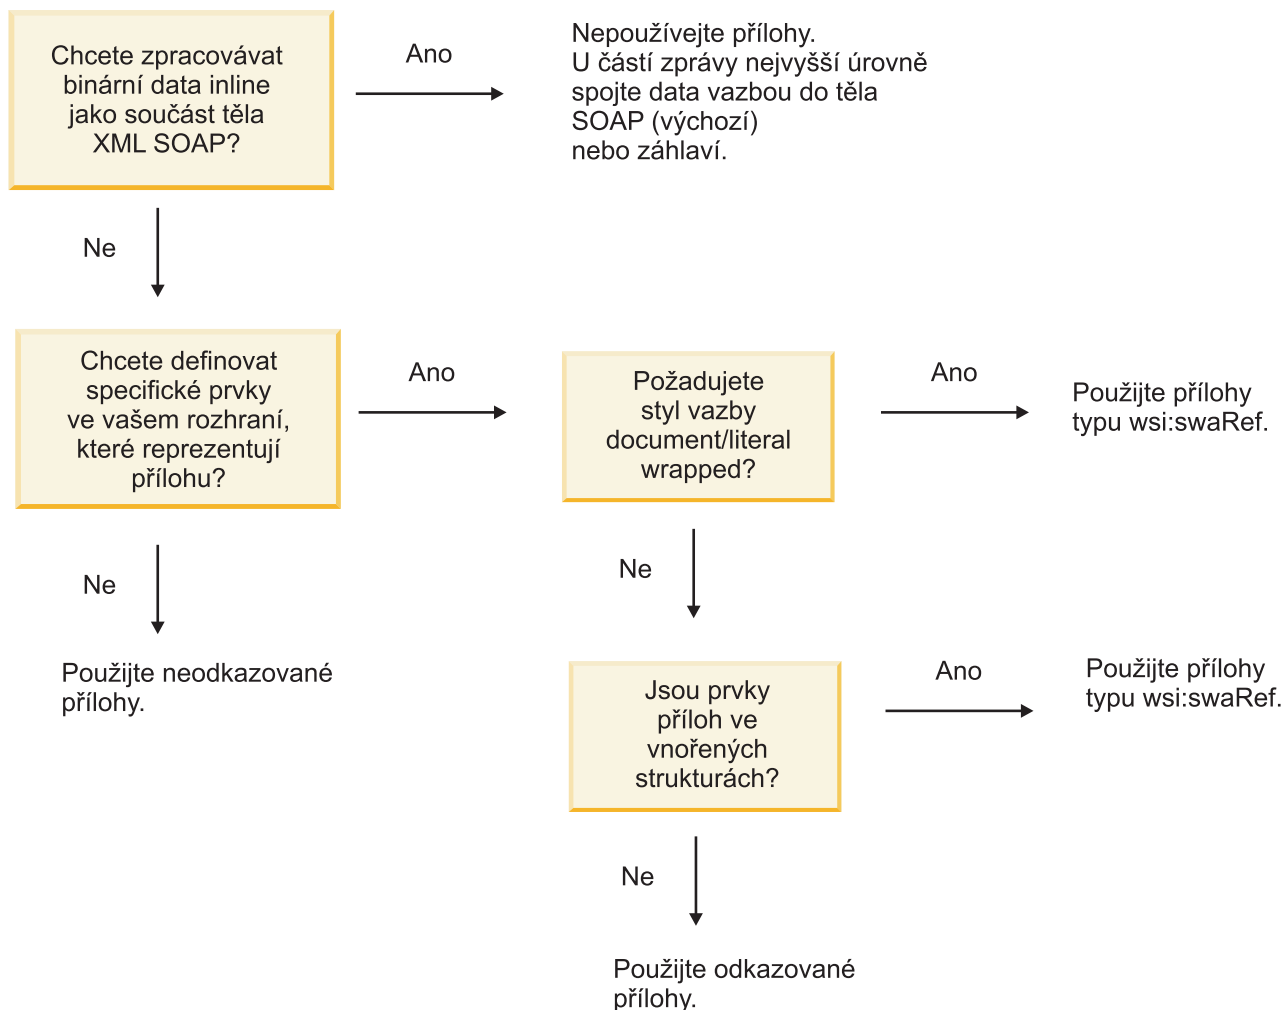 Chcete zpracovávat
binární data inline
jako součást těla
XML SOAP?
Ano
Nepoužívejte přílohy.
U částí zprávy nejvyšší úrovně
spojte data vazbou do těla
SOAP (výchozí)
nebo záhlaví.
Ne
Chcete definovat
specifické prvky
ve vašem rozhraní,
které reprezentují
přílohu?
Ano
Požadujete
styl vazby
document/literal
wrapped?
Ano
Použijte přílohy
typu wsi:swaRef.
Ne
Použijte neodkazované
přílohy.
Ne
Jsou prvky
příloh ve
vnořených
strukturách?
Ano
Použijte přílohy
typu wsi:swaRef.
Ne
Použijte odkazované
přílohy.